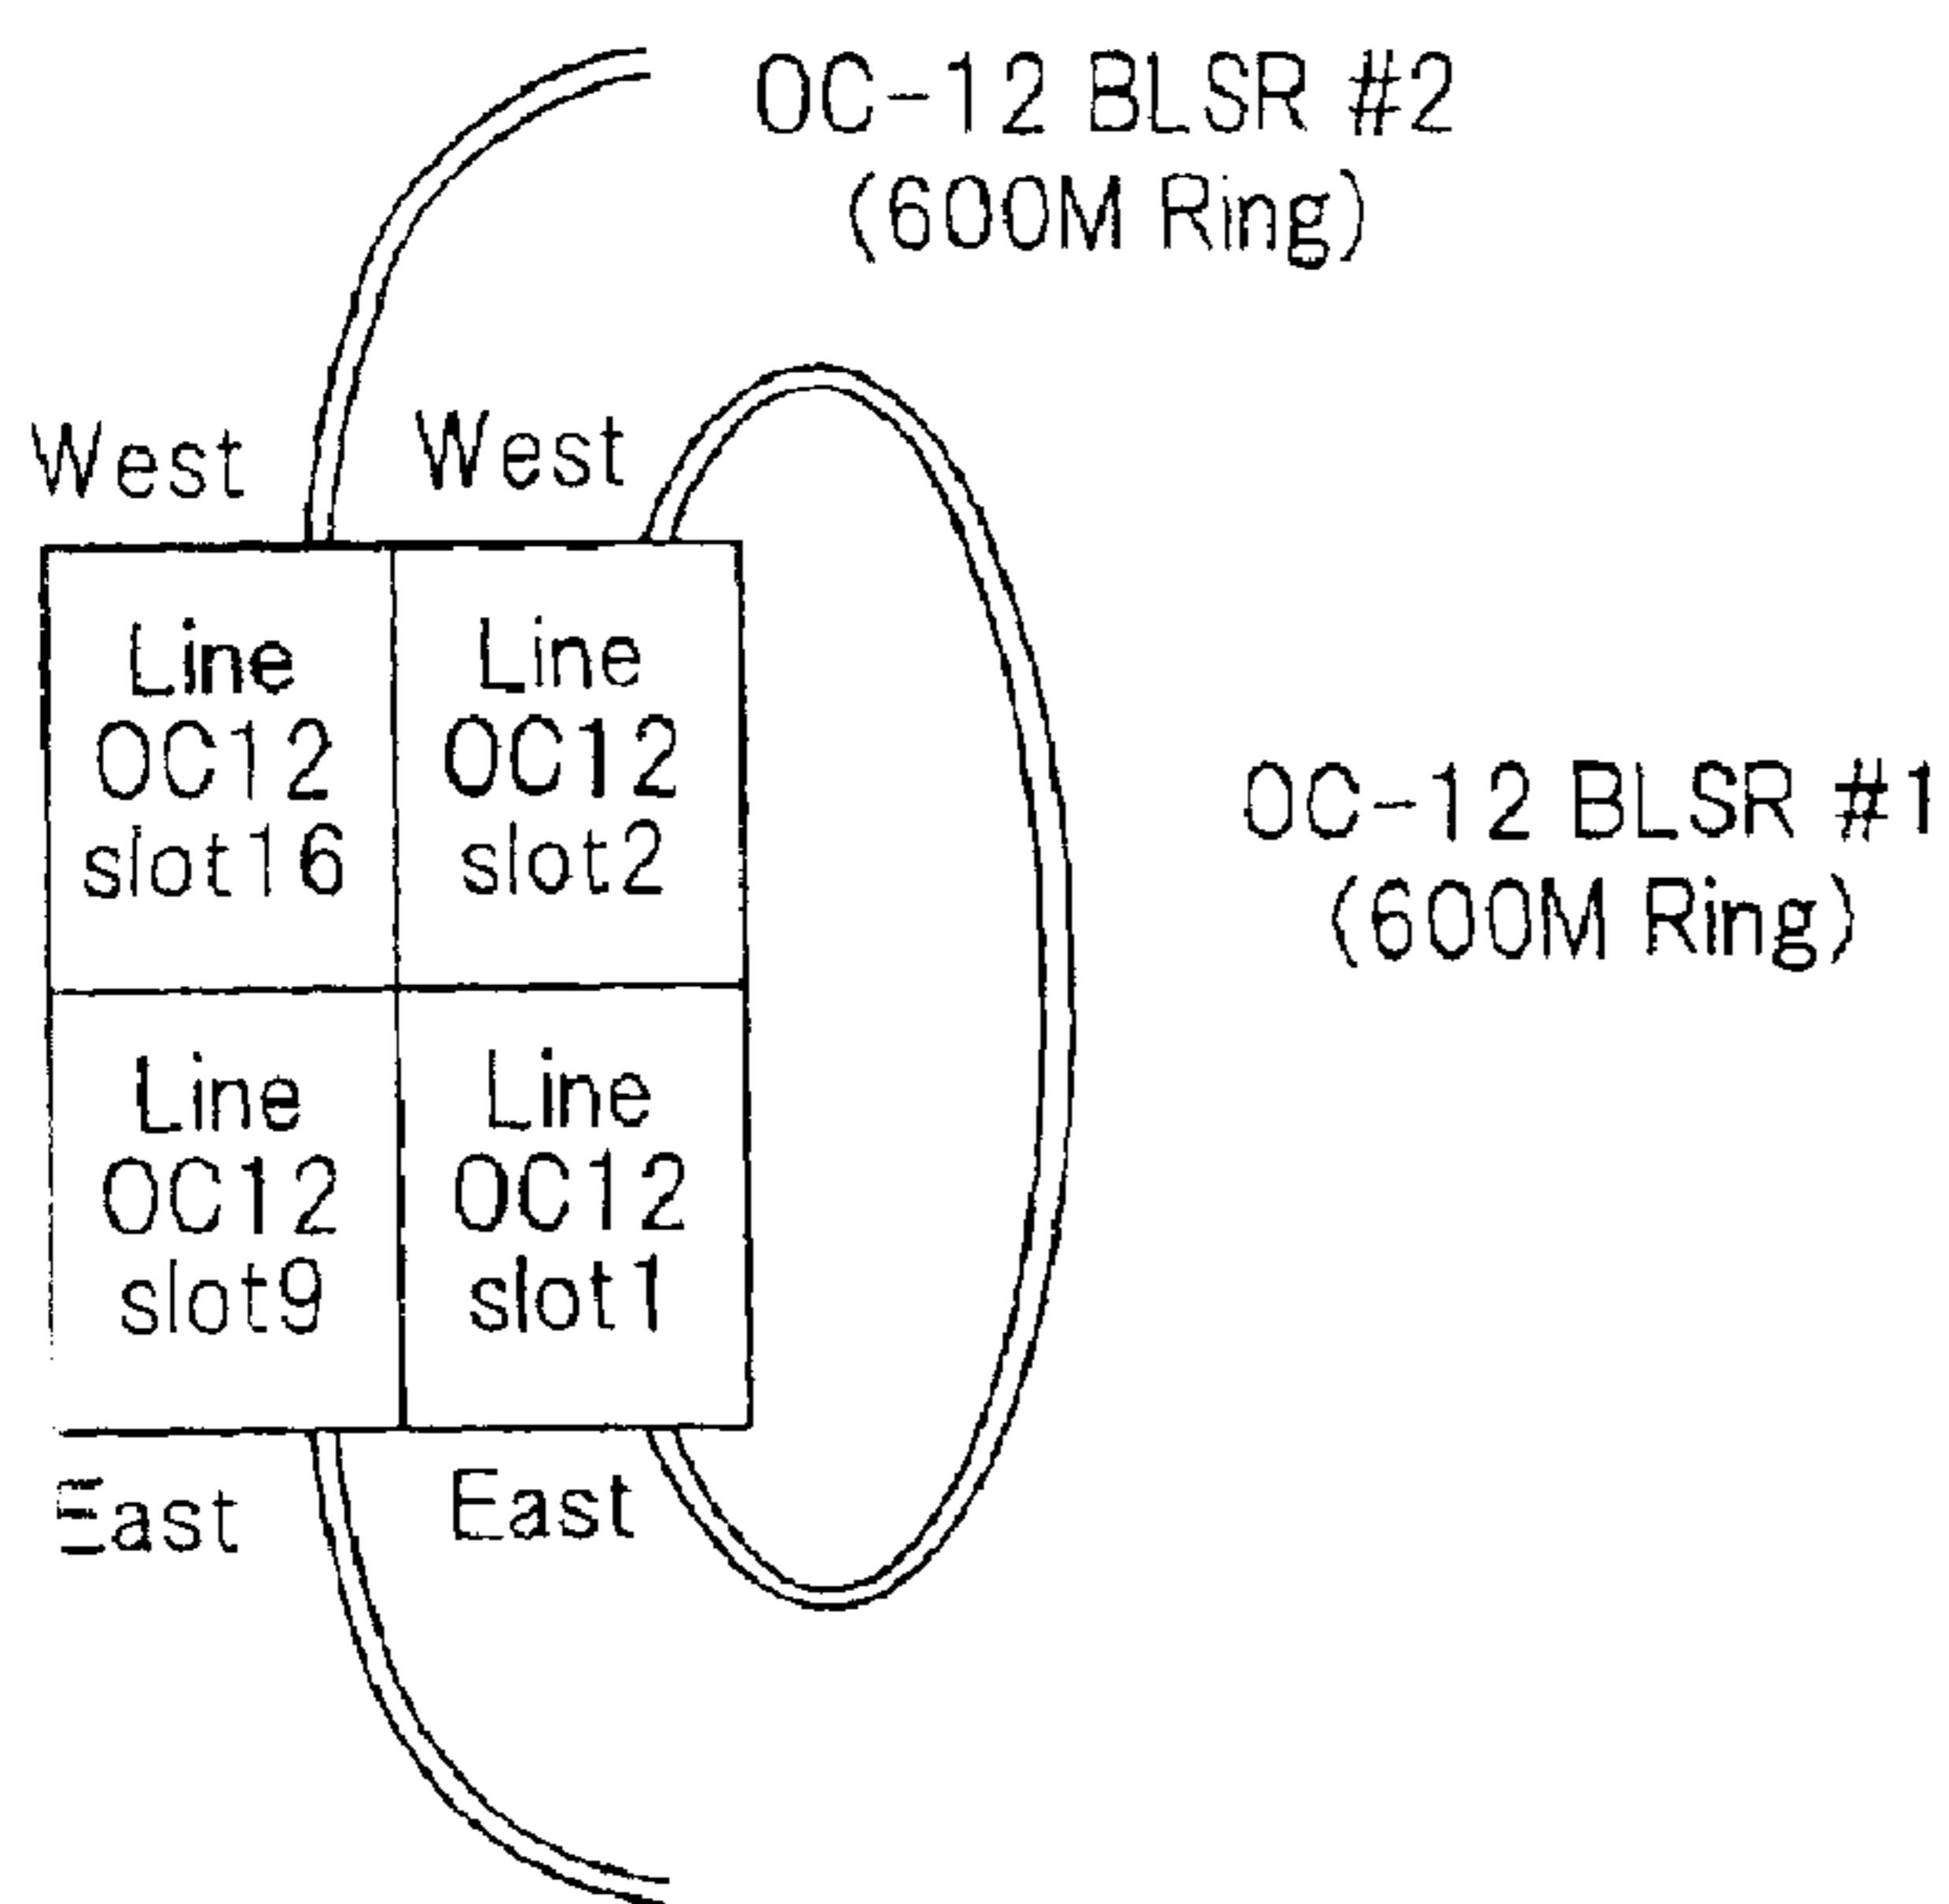 OC-12 BLSR #2
(600M Ring)
West
West
Line
OC12
slot16
Line
OC12
slot2
OC-12 BLSR #1
(600M Ring)
Line
OC12
slot9
Line
OC12
slot1
East
East